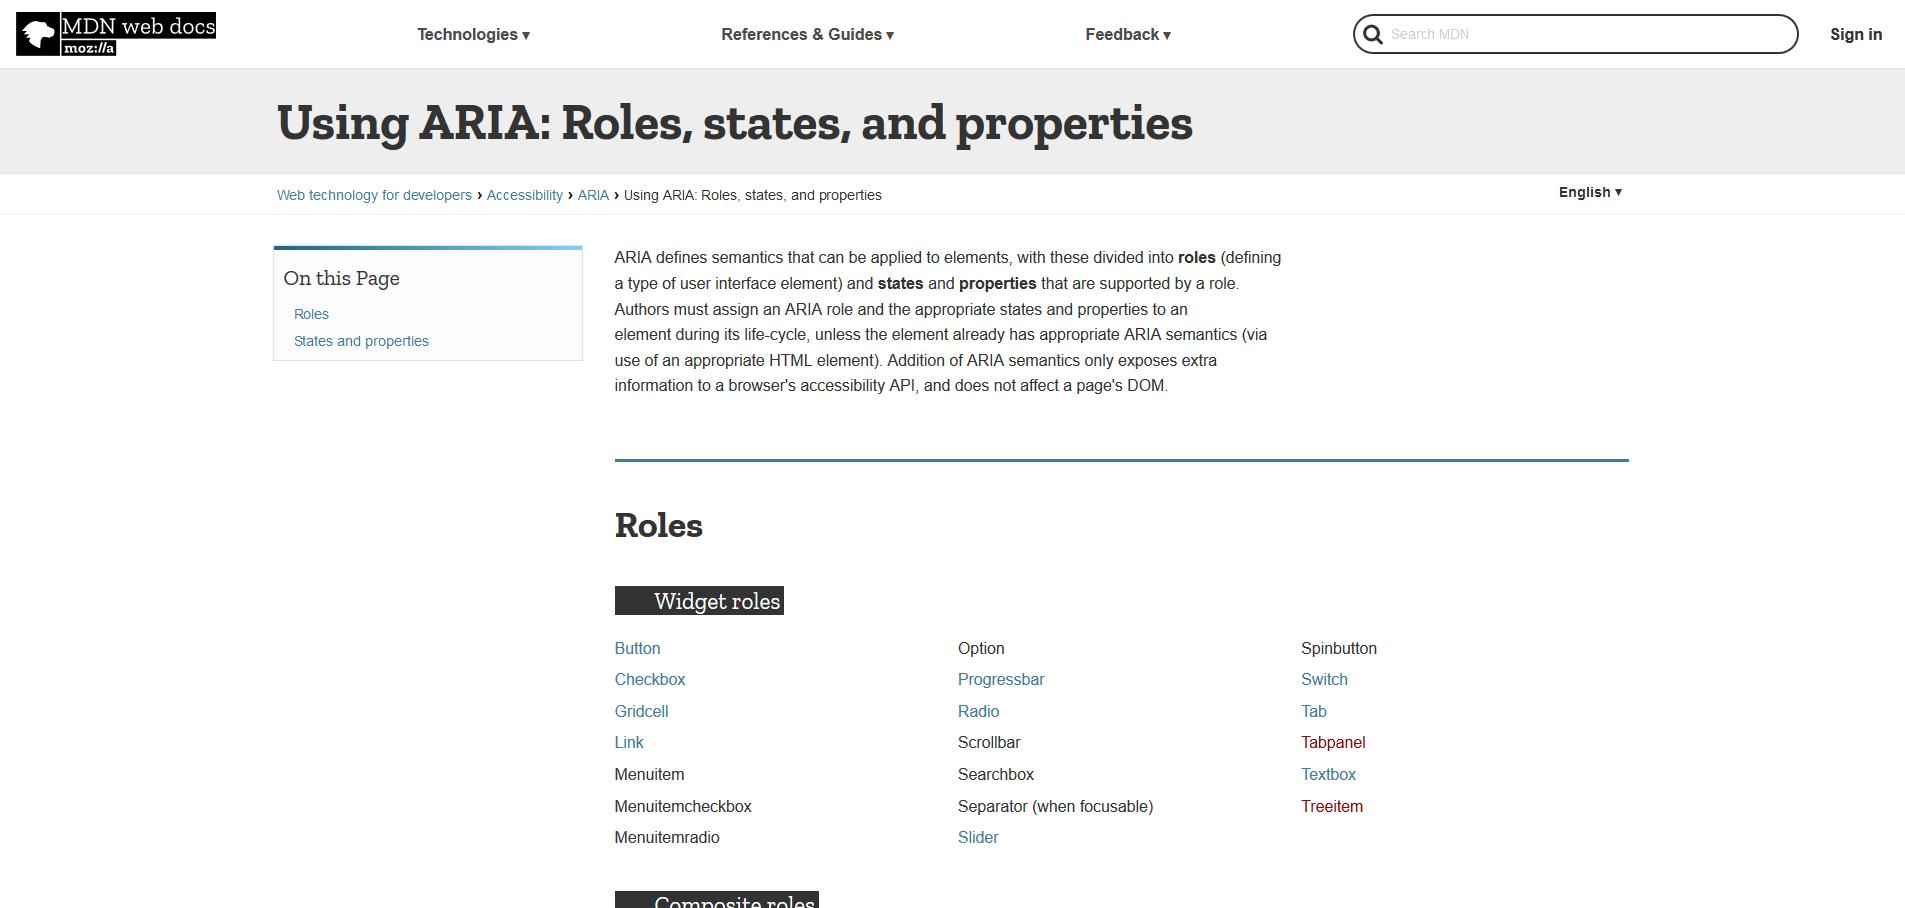 MDN web docs
moz://a
Technologies ▾
References & Guides ▾
Feedback ▾
Search MDN
Sign in
Using ARIA: Roles, states, and properties
Web technology for developers › Accessibility › ARIA › Using ARIA: Roles, states, and properties
English ▾
On this Page
Roles
States and properties
ARIA defines semantics that can be applied to elements, with these divided into roles (defining
a type of user interface element) and states and properties that are supported by a role.
Authors must assign an ARIA role and the appropriate states and properties to an
element during its life-cycle, unless the element already has appropriate ARIA semantics (via
use of an appropriate HTML element). Addition of ARIA semantics only exposes extra
information to a browser's accessibility API, and does not affect a page's DOM.
Roles
Widget roles
Button
Checkbox
Gridcell
Link
Menuitem
Menuitemcheckbox
Menuitemradio
Option
Progressbar
Radio
Scrollbar
Searchbox
Separator (when focusable)
Slider
Spinbutton
Switch
Tab
Tabpanel
Textbox
Treeitem
Composite roles